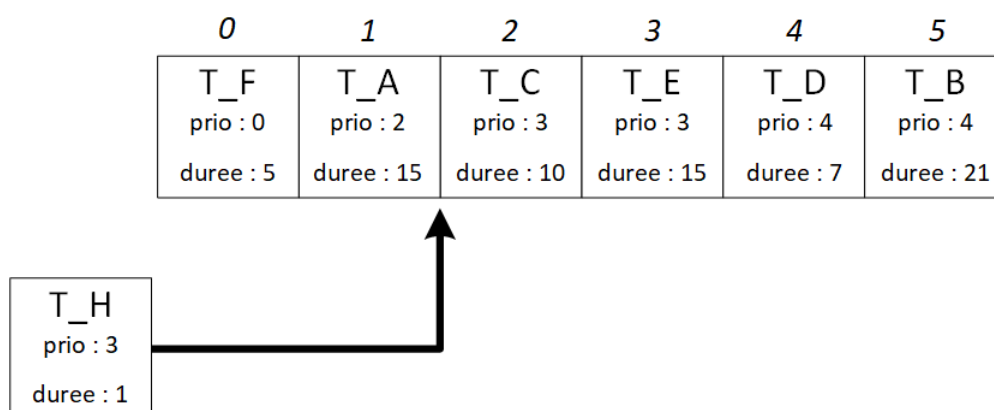 0 1 2 3 4 5
T_F T_A T_C T_E T_D T_B
prio : 0 prio : 2 prio : 3 prio : 3 prio : 4 prio : 4
duree : 5 duree : 15 duree : 10 duree : 15 duree : 7 duree : 21
T_H
prio : 3
duree : 1